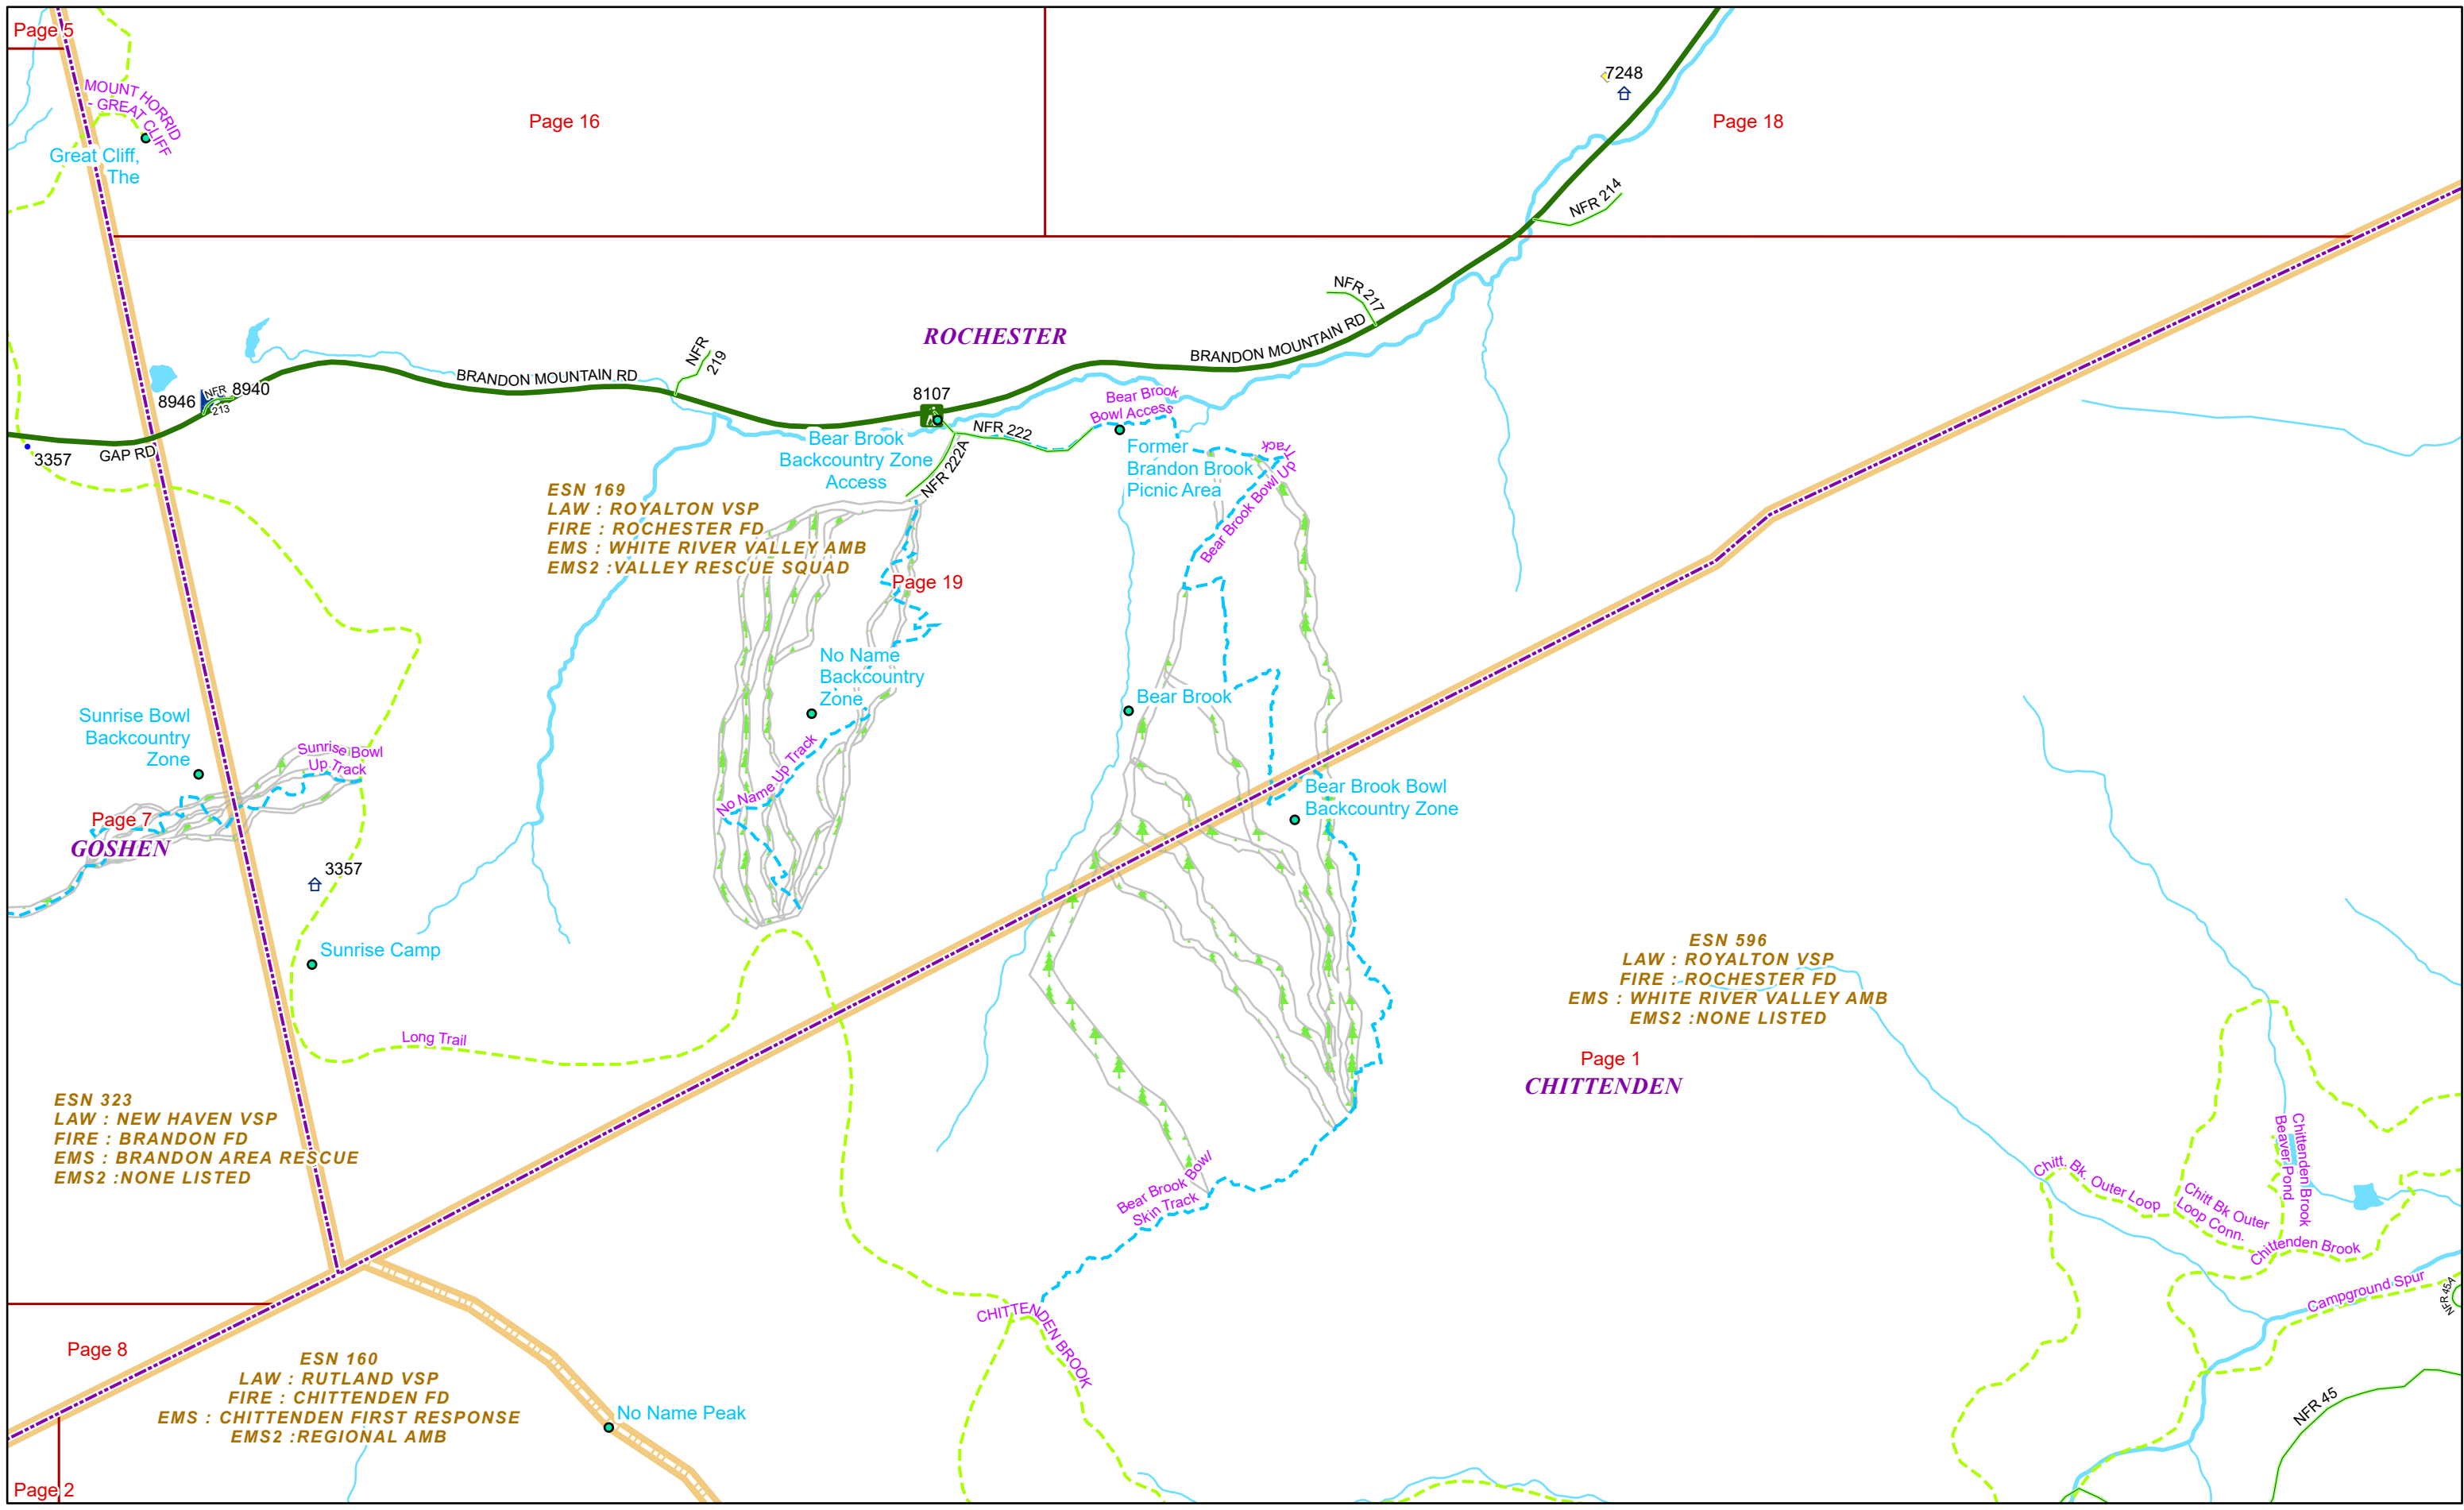 Page 5
MOUNT HORRID
- GREAT CLIFF
Great Cliff,
The
Page 16
7248
Page 18
NFR 214
NFR 217
ROCHESTER
BRANDON MOUNTAIN RD
NFR
219
BRANDON MOUNTAIN RD
8946
NFR
213
8940
8107
GAP RD
3357
Bear Brook
Bowl Access
NFR 222
NFR 222A
Bear Brook
Backcountry Zone
Access
Former
Brandon Brook
Picnic Area
Bear Brook Bowl Up
Track
ESN 169
LAW : ROYALTON VSP
FIRE : ROCHESTER FD
EMS : WHITE RIVER VALLEY AMB
EMS2 :VALLEY RESCUE SQUAD
Page 19
No Name
Backcountry
Zone
No Name Up Track
Bear Brook
Sunrise Bowl
Backcountry
Zone
Sunrise Bowl
Up Track
Page 7
GOSHEN
Bear Brook Bowl
Backcountry Zone
3357
Sunrise Camp
Long Trail
ESN 596
LAW : ROYALTON VSP
FIRE : ROCHESTER FD
EMS : WHITE RIVER VALLEY AMB
EMS2 :NONE LISTED
Page 1
CHITTENDEN
ESN 323
LAW : NEW HAVEN VSP
FIRE : BRANDON FD
EMS : BRANDON AREA RESCUE
EMS2 :NONE LISTED
Bear Brook Bowl
Skin Track
Chitt. Bk. Outer Loop
Chitt Bk Outer
Loop Conn.
Chittenden Brook
Beaver Pond
Chittenden Brook
Campground Spur
NFR 45A
CHITTENDEN BROOK
Page 8
ESN 160
LAW : RUTLAND VSP
FIRE : CHITTENDEN FD
EMS : CHITTENDEN FIRST RESPONSE
EMS2 :REGIONAL AMB
No Name Peak
NFR 45
Page 2